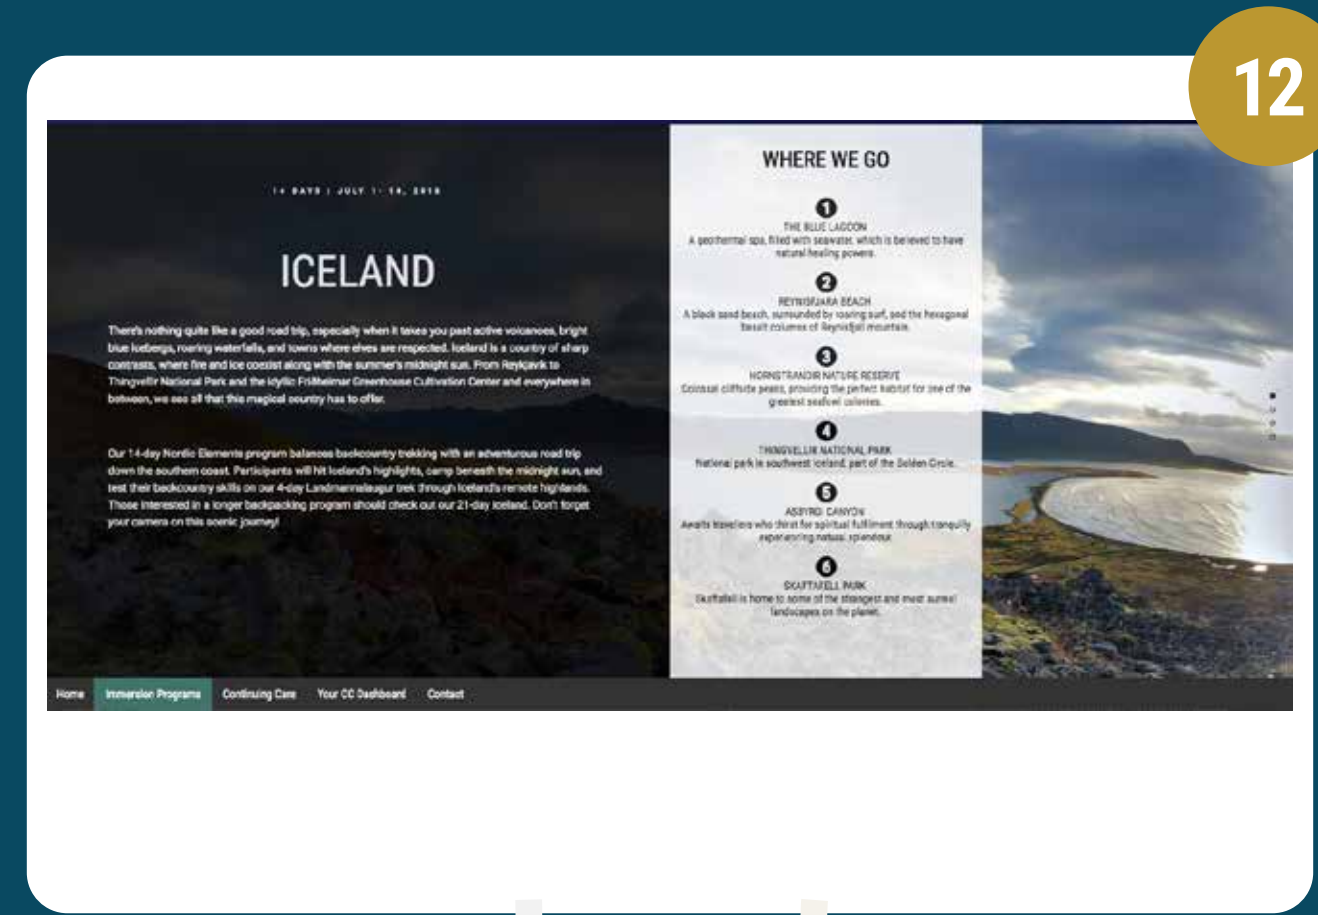 12
14 DAYS | JULY 1- 14, 2018
ICELAND
There's nothing quite like a good road trip, especially when it takes you past active volcanoes, bright
blue icebergs, roaring waterfalls, and towns where elves are respected. Iceland is a country of sharp
contrasts, where fire and ice coexist along with the summer's midnight sun. From Reykjavik to
Thingvellir National Park and the idyllic Friðheimar Greenhouse Cultivation Center and everywhere in
between, we see all that this magical country has to offer.
Our 14-day Nordic Elements program balances backcountry trekking with an adventurous road trip
down the southern coast. Participants will hit Iceland's highlights, camp beneath the midnight sun, and
test their backcountry skills on our 4-day Landmannalaugur trek through Iceland's remote highlands.
Those interested in a longer backpacking program should check out our 21-day Iceland. Don't forget
your camera on this scenic journey!
WHERE WE GO
1
THE BLUE LAGOON
A geothermal spa, filled with seawater, which is believed to have
natural healing powers.
2
REYNISFJARA BEACH
A black sand beach, surrounded by roaring surf, and the hexagonal
basalt columns of Reynisfjall mountain.
3
HORNSTRANDIR NATURE RESERVE
Colossal cliffside peaks, providing the perfect habitat for one of the
greatest seafowl colonies.
4
THINGVELLIR NATIONAL PARK
National park in southwest Iceland, part of the Golden Circle.
5
ASBYRGI CANYON
Awaits travelers who thirst for spiritual fulfilment through tranquilly
experiencing natural splendour.
6
SKAFTAFELL PARK
Skaftafell is home to some of the strangest and most surreal
landscapes on the planet.
Home Immersion Programs Continuing Care Your CC Dashboard Contact